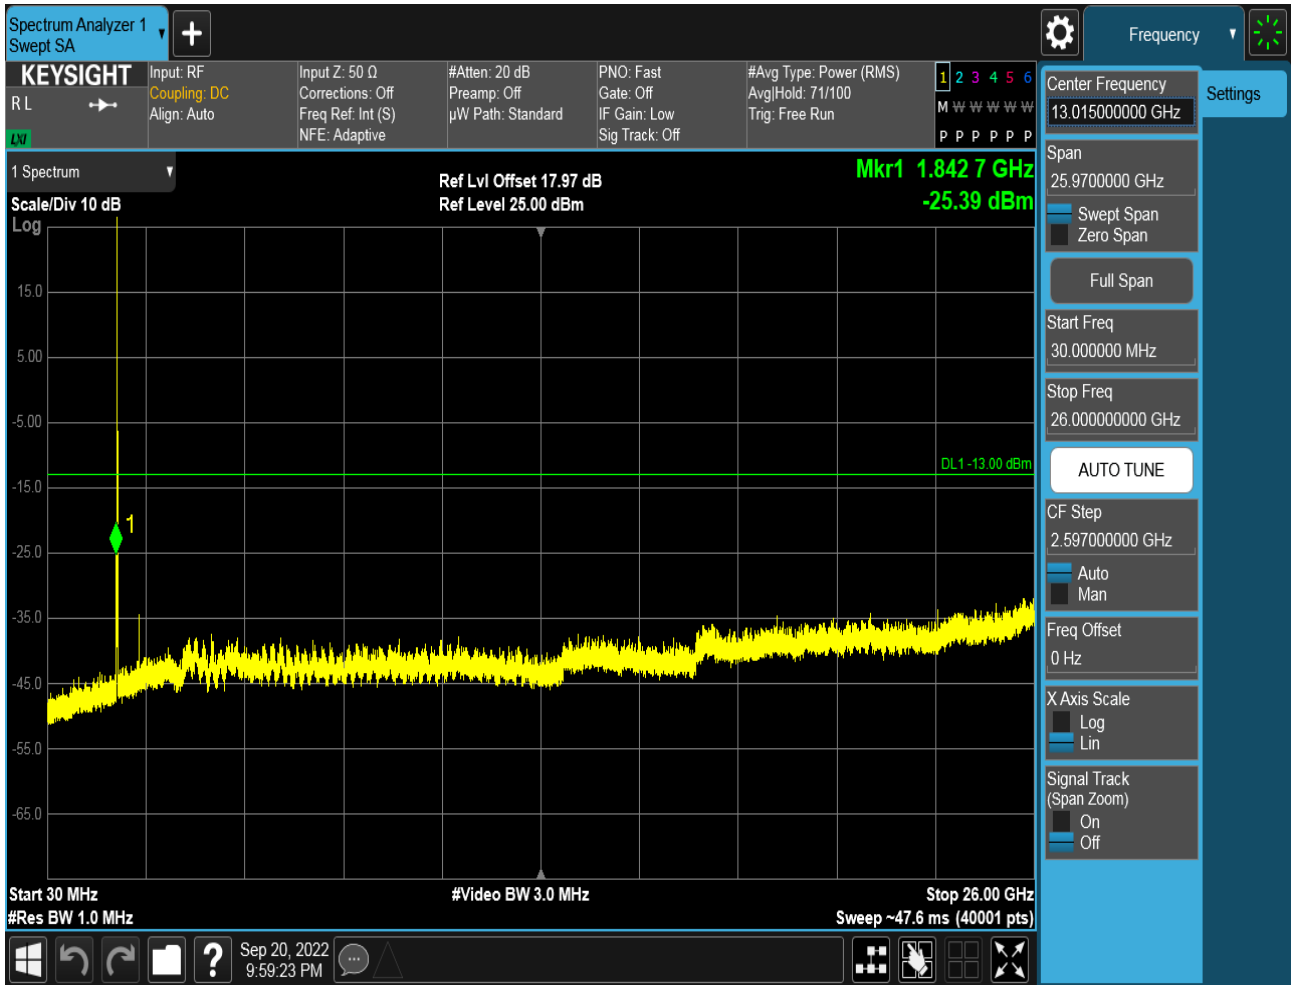 Spectrum Analyzer 1
Swept SA
Frequency
KEYSIGHT
R L
LXI
Input: RF
Coupling: DC
Align: Auto
Input Z: 50 Ω
Corrections: Off
Freq Ref: Int (S)
NFE: Adaptive
#Atten: 20 dB
Preamp: Off
µW Path: Standard
PNO: Fast
Gate: Off
IF Gain: Low
Sig Track: Off
#Avg Type: Power (RMS)
Avg|Hold: 71/100
Trig: Free Run
1 2 3 4 5 6
M W W W W W
P P P P P P
1 Spectrum
Scale/Div 10 dB
Log
Ref Lvl Offset 17.97 dB
Ref Level 25.00 dBm
Mkr1 1.842 7 GHz
-25.39 dBm
15.0
5.00
-5.00
DL1 -13.00 dBm
-15.0
1
-25.0
-35.0
-45.0
-55.0
-65.0
Start 30 MHz
#Res BW 1.0 MHz
#Video BW 3.0 MHz
Stop 26.00 GHz
Sweep ~47.6 ms (40001 pts)
Sep 20, 2022
9:59:23 PM
Center Frequency
13.015000000 GHz
Settings
Span
25.9700000 GHz
Swept Span
Zero Span
Full Span
Start Freq
30.000000 MHz
Stop Freq
26.000000000 GHz
AUTO TUNE
CF Step
2.597000000 GHz
Auto
Man
Freq Offset
0 Hz
X Axis Scale
Log
Lin
Signal Track
(Span Zoom)
On
Off